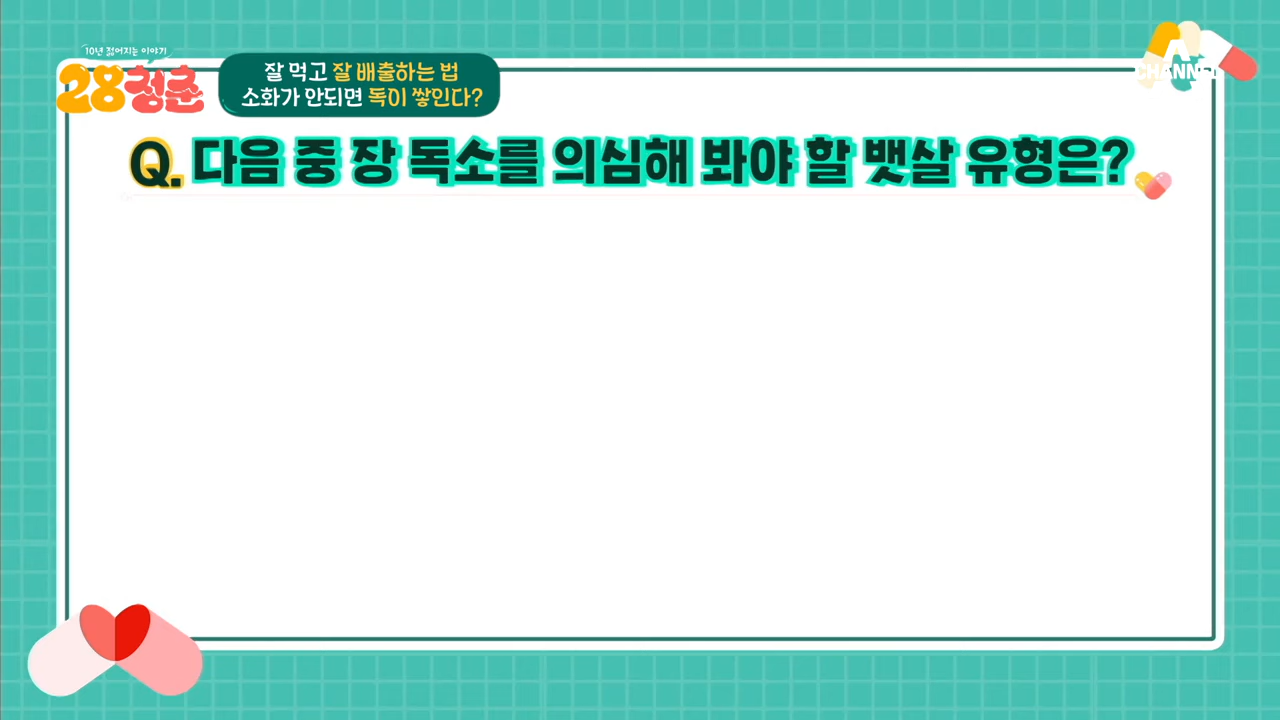 10년 젊어지는 이야기
28청춘
잘 먹고 잘 배출하는 법
소화가 안되면 독이 쌓인다?
CHANNEL A
Q. 다음 중 장 독소를 의심해 봐야 할 뱃살 유형은?